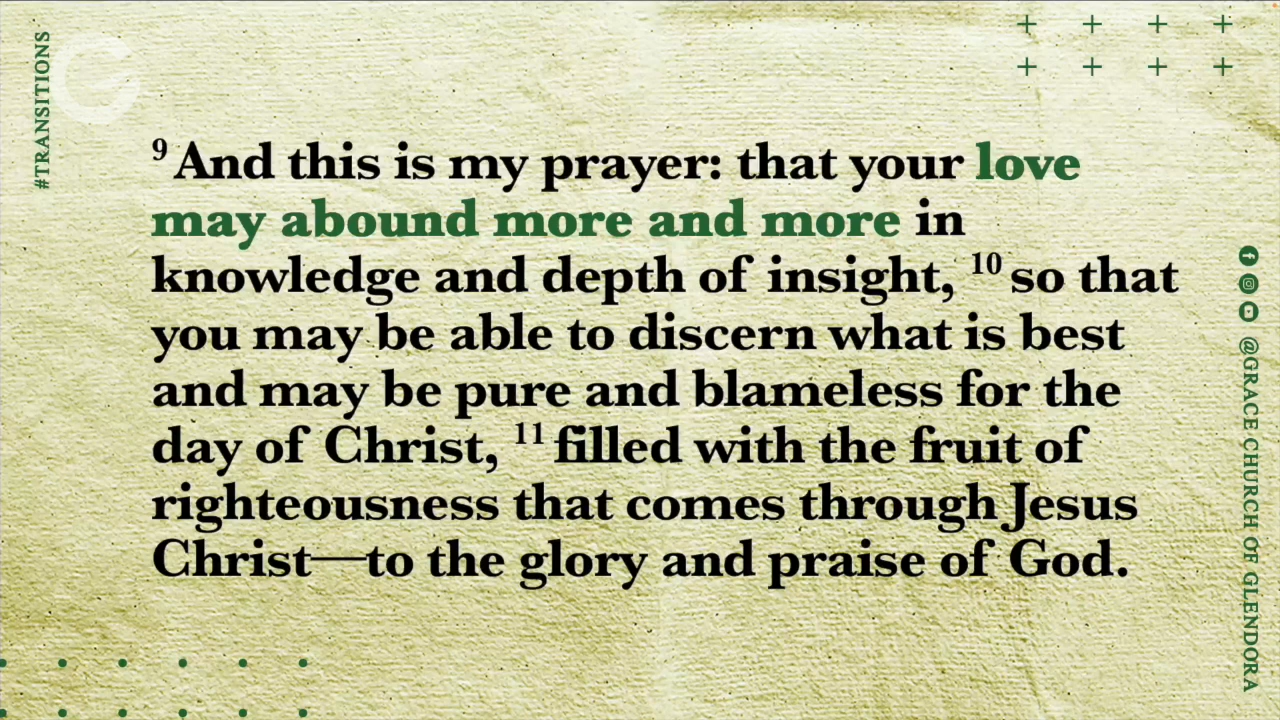 #TRANSITIONS
9 And this is my prayer: that your love
may abound more and more in
knowledge and depth of insight, 10 so that
you may be able to discern what is best
and may be pure and blameless for the
day of Christ, 11 filled with the fruit of
righteousness that comes through Jesus
Christ—to the glory and praise of God.
@GRACE CHURCH OF GLENDORA